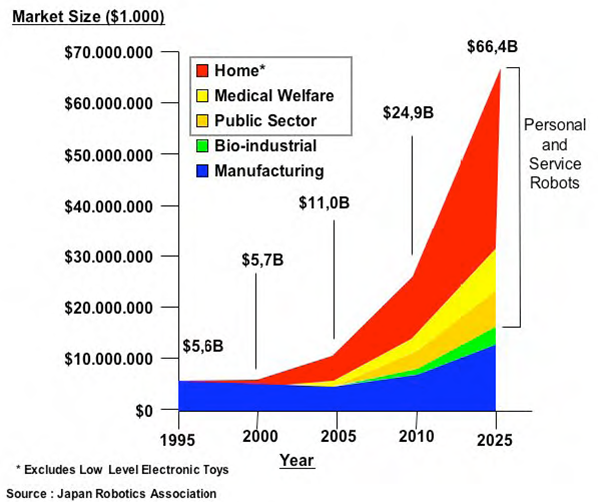 Market Size ($1.000)
$70.000.000
$60.000.000
$50.000.000
$40.000.000
$30.000.000
$20.000.000
$10.000.000
$0
Home*
Medical Welfare
Public Sector
Bio-industrial
Manufacturing
$5,6B
$5,7B
$11,0B
$24,9B
$66,4B
Personal
and
Service
Robots
1995 2000 2005 2010 2025
Year
* Excludes Low Level Electronic Toys
Source : Japan Robotics Association